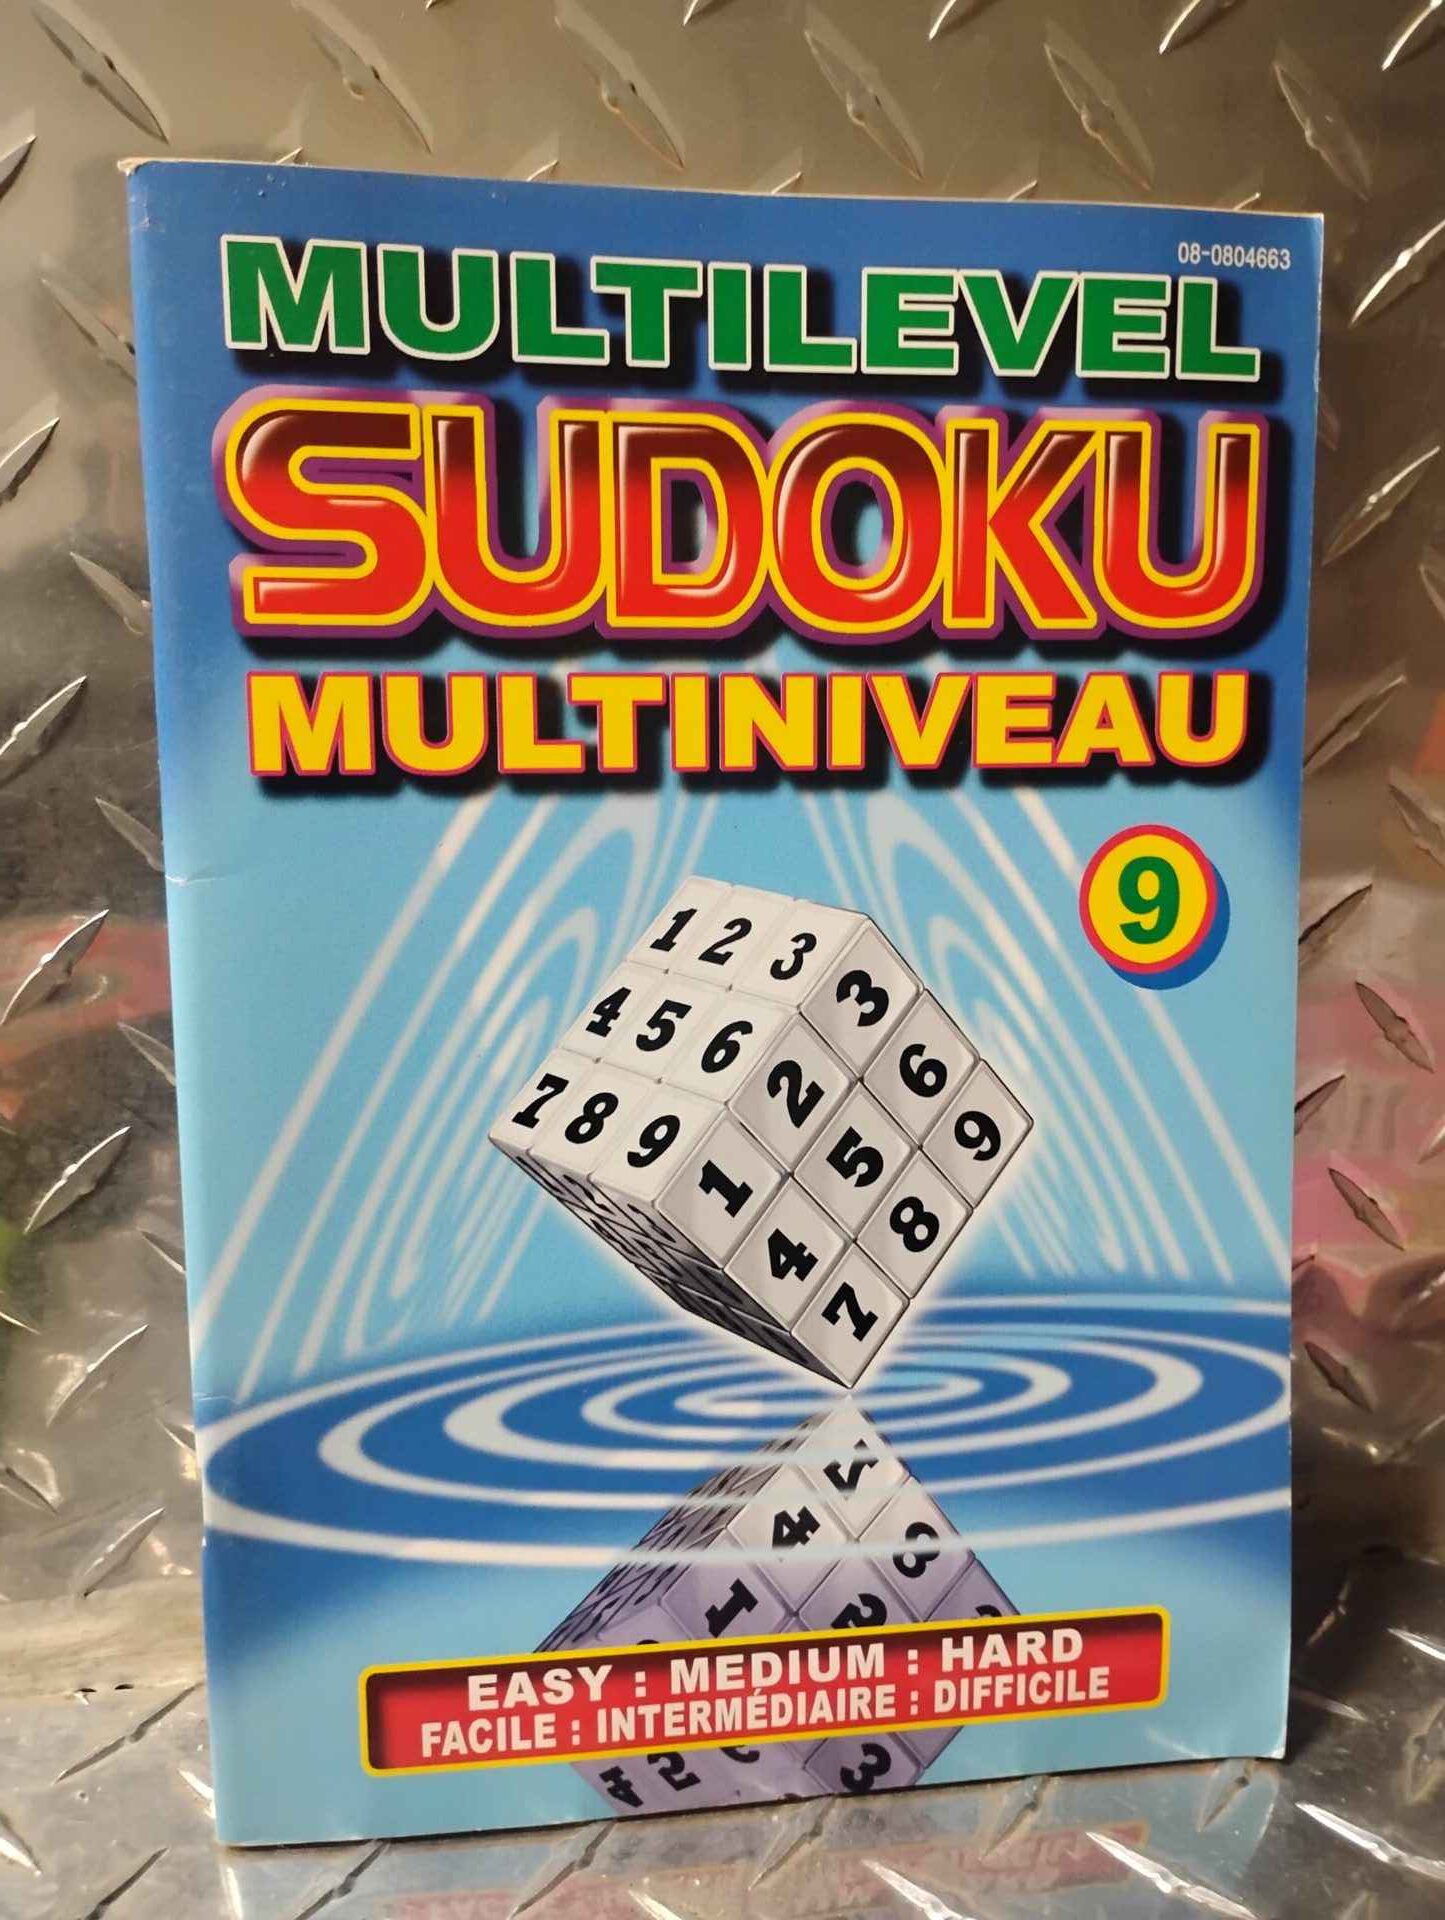 08-0804663
MULTILEVEL
SUDOKU
MULTINIVEAU
9
1 2 3
4 5 6
7 8 9
3 6 9
2 5 8
1 4 7
EASY : MEDIUM : HARD
FACILE : INTERMÉDIAIRE : DIFFICILE